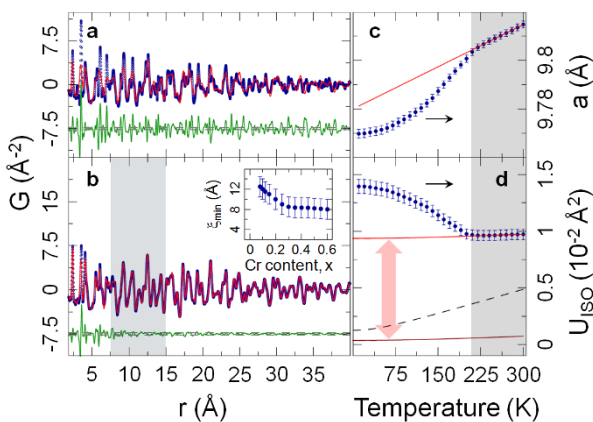 a
7.5
0
-7.5
b
15
7.5
0
-7.5
G (Å-2)
5 10 15 20 25 30 35
r (Å)
12
8
4
ξmin (Å)
0 0.2 0.4 0.6
Cr content, x
c
9.8
9.78
a (Å)
d
1.5
1
0.5
0
UISO (10-2 Å2)
75 150 225 300
Temperature (K)